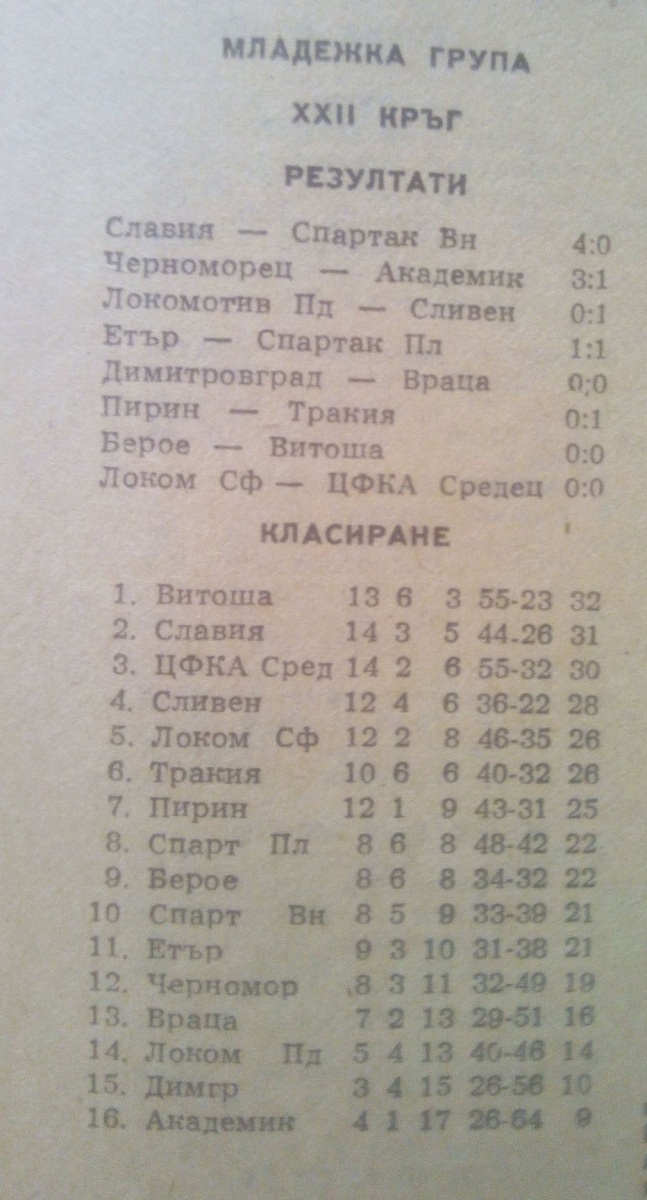 МЛАДЕЖКА ГРУПА
XXII КРЪГ
РЕЗУЛТАТИ
Славия — Спартак Вн 4:0
Черноморец — Академик 3:1
Локомотив Пд — Сливен 0:1
Етър — Спартак Пл 1:1
Димитровград — Враца 0:0
Пирин — Тракия 0:1
Берое — Витоша 0:0
Локом Сф — ЦФКА Средец 0:0
КЛАСИРАНЕ
1. Витоша 13 6 3 55-23 32
2. Славия 14 3 5 44-26 31
3. ЦФКА Сред 14 2 6 55-32 30
4. Сливен 12 4 6 36-22 28
5. Локом Сф 12 2 8 46-35 26
6. Тракия 10 6 6 40-32 26
7. Пирин 12 1 9 43-31 25
8. Спарт Пл 8 6 8 48-42 22
9. Берое 8 6 8 34-32 22
10 Спарт Вн 8 5 9 33-39 21
11. Етър 9 3 10 31-38 21
12. Черномор 8 3 11 32-49 19
13. Враца 7 2 13 29-51 16
14. Локом Пд 5 4 13 40-46 14
15. Димгр 3 4 15 26-56 10
16. Академик 4 1 17 26-64 9